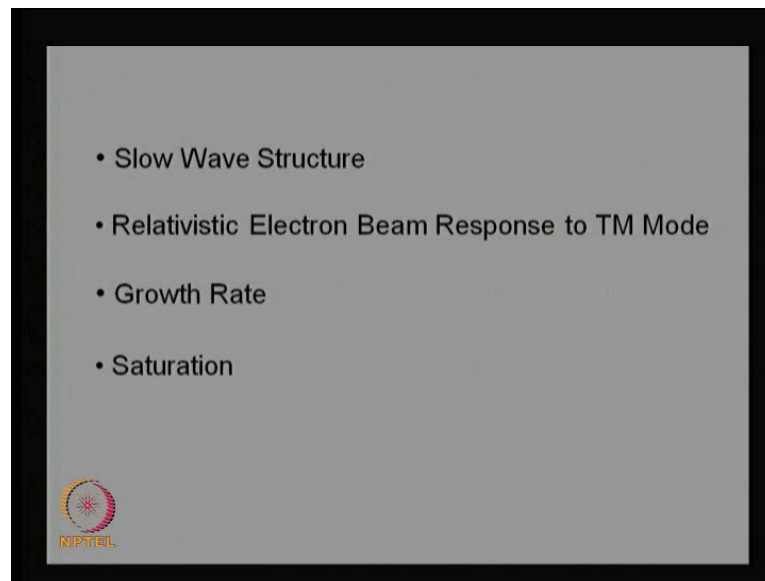 • Slow Wave Structure
• Relativistic Electron Beam Response to TM Mode
• Growth Rate
• Saturation
NPTEL